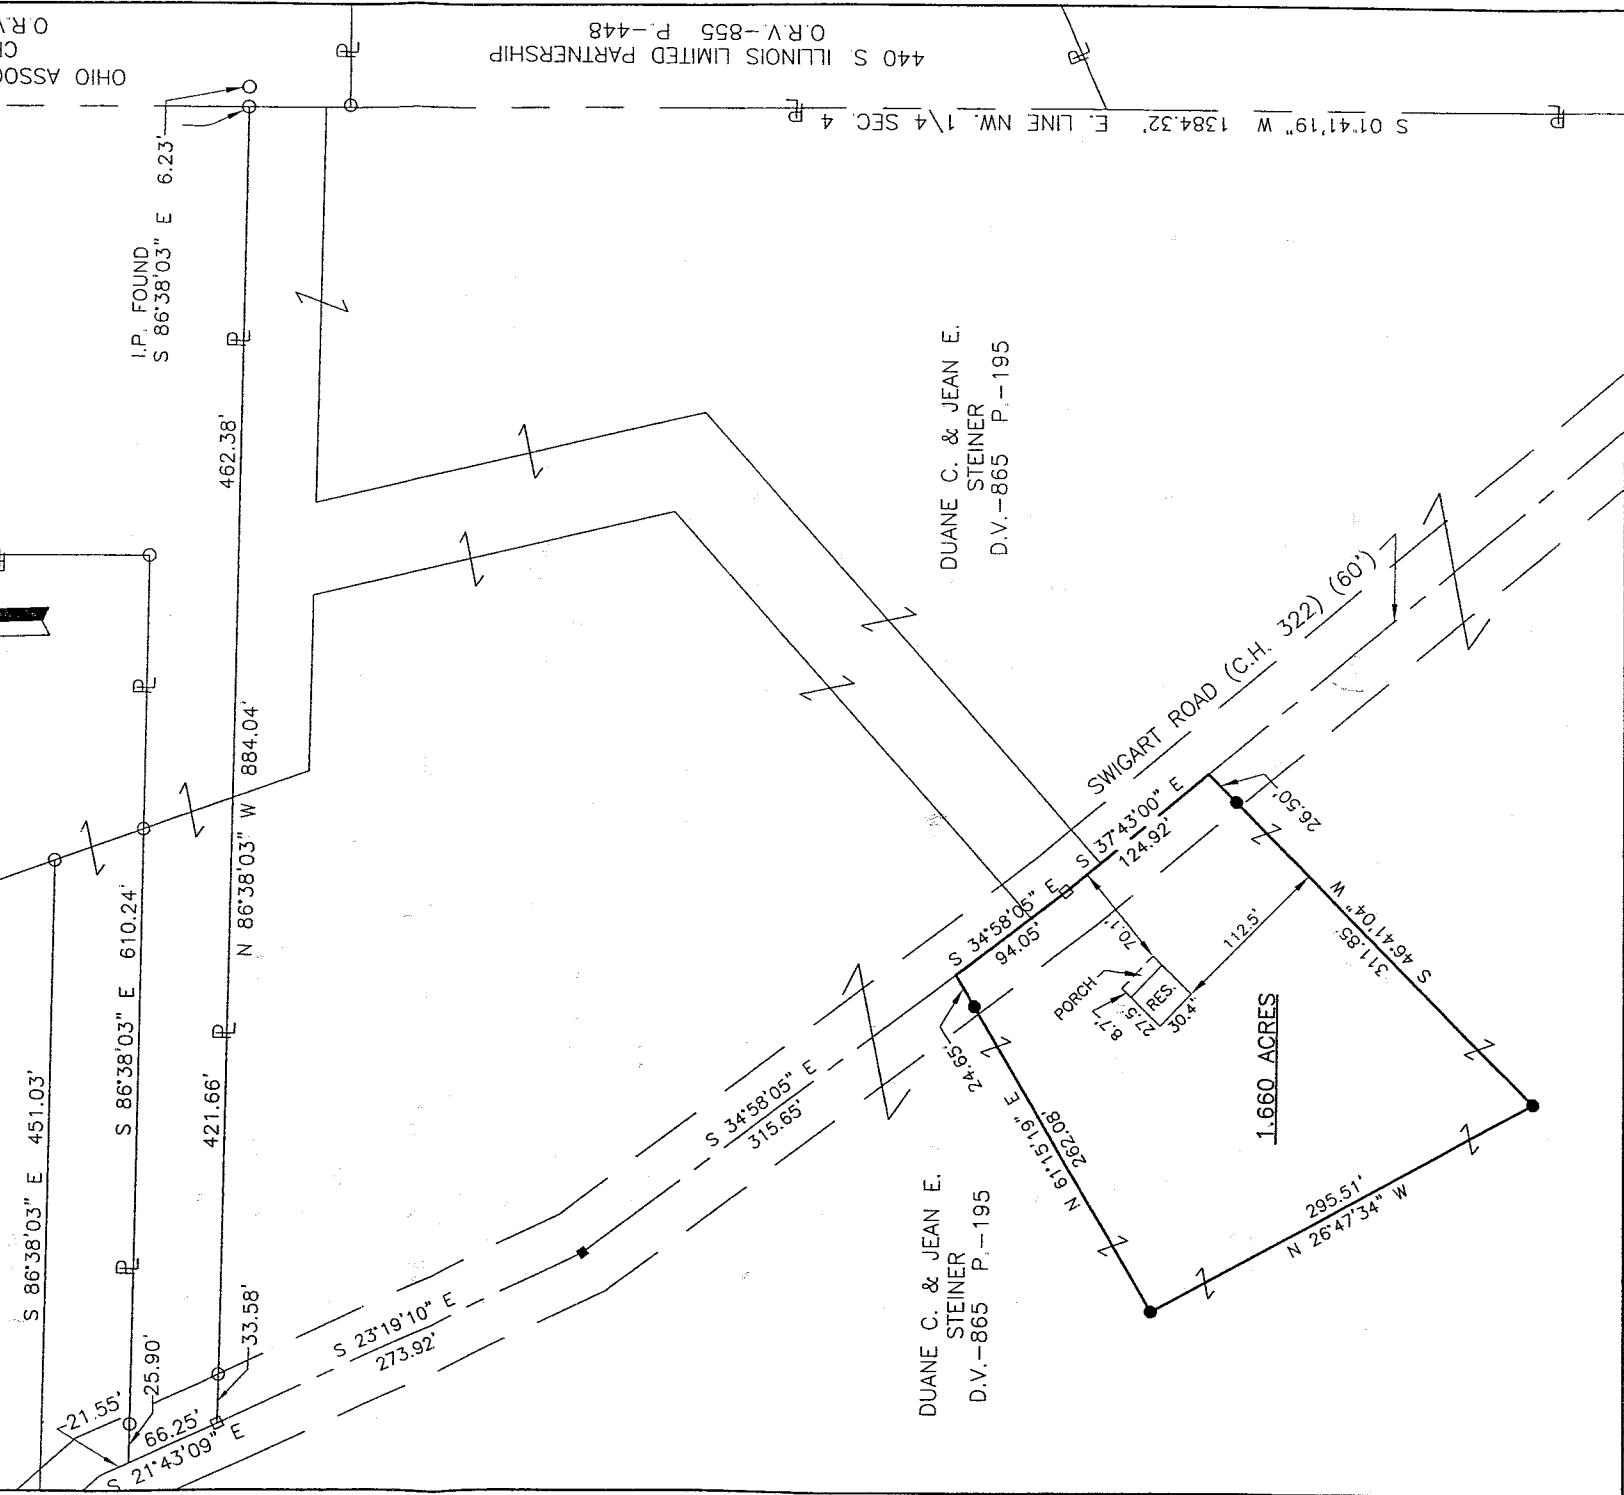 O.R.V.
OHIO ASSOC
440 S. ILLINOIS LIMITED PARTNERSHIP
O.R.V.-855 P.-448
S 01°41'19" W 1384.32' E. LINE NW. 1/4 SEC. 4
I.P. FOUND
S 86°38'03" E 6.23'
462.38'
N 86°38'03" W 884.04'
421.66'
33.58'
S 86°38'03" E 610.24'
25.90'
S 86°38'03" E 451.03'
21.55'
66.25'
S 21°43'09" E
S 23°19'10" E
273.92'
S 34°58'05" E
315.65'
S 34°58'05" E
94.05'
S 37°43'00" E
124.92'
SWIGART ROAD (C.H. 322) (60')
DUANE C. & JEAN E.
STEINER
D.V.-865 P.-195
DUANE C. & JEAN E.
STEINER
D.V.-865 P.-195
24.65'
N 61°15'19" E
262.08'
26.50'
S 46°41'04" W
311.85'
295.51'
N 26°47'34" W
70.1'
112.5'
PORCH
8.7'
27.5'
RES.
30.4'
1.660 ACRES